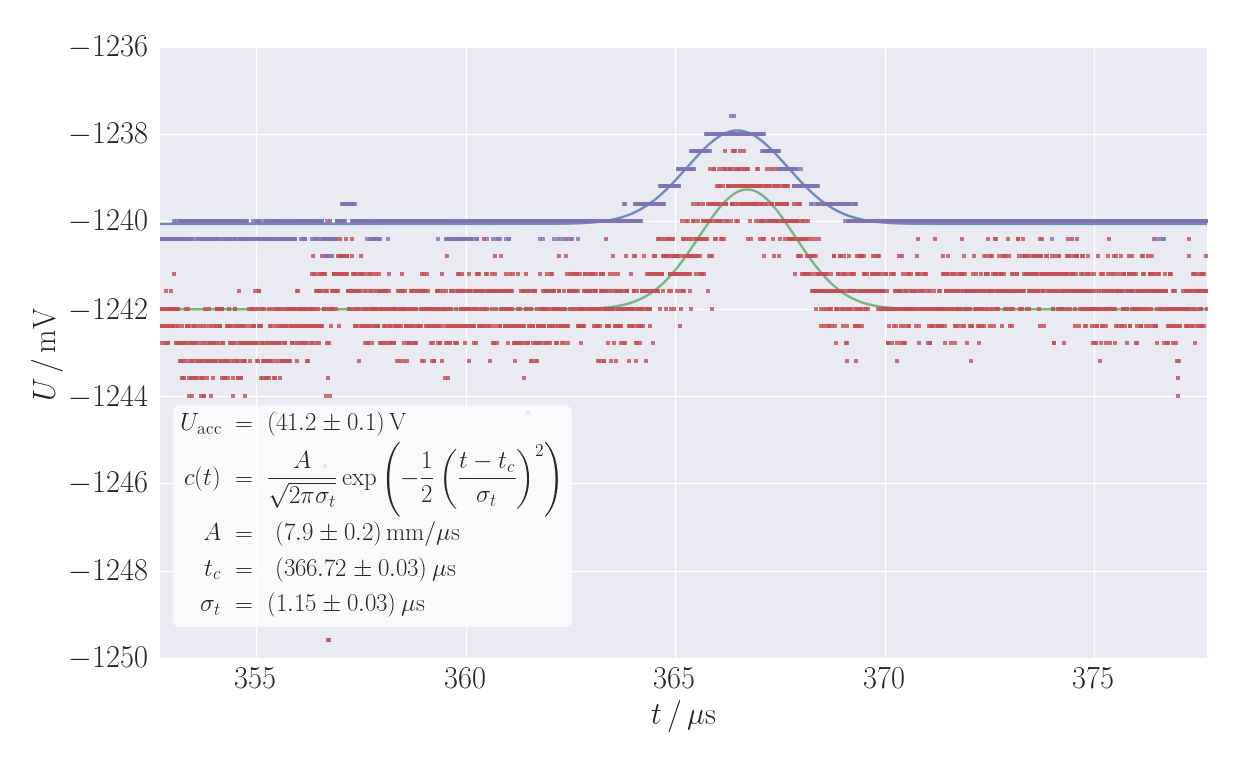 −1236
−1238
−1240
−1242
−1244
−1246
−1248
−1250
U / mV
U_acc = (41.2 ± 0.1) V
c(t) = A / √(2πσ_t) exp(−1/2 ((t − t_c) / σ_t)²)
A = (7.9 ± 0.2) mm/μs
t_c = (366.72 ± 0.03) μs
σ_t = (1.15 ± 0.03) μs
355 360 365 370 375
t / μs